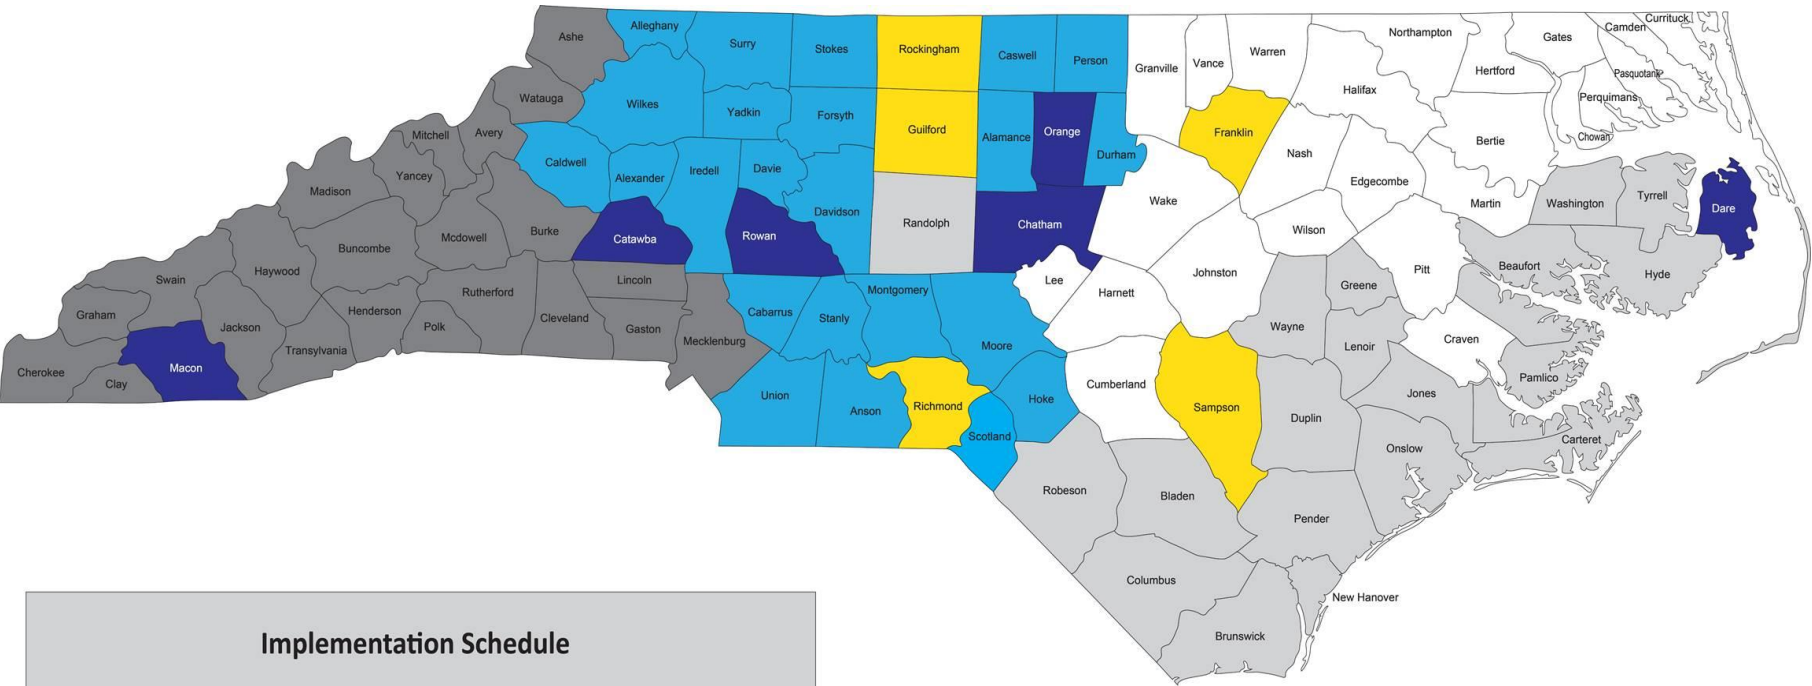 Ashe
Alleghany
Surry
Stokes
Rockingham
Caswell
Person
Granville
Vance
Warren
Northampton
Gates
Camden
Currituck
Hertford
Pasquotank
Perquimans
Chowan
Halifax
Bertie
Watauga
Wilkes
Yadkin
Forsyth
Guilford
Alamance
Orange
Durham
Franklin
Nash
Edgecombe
Martin
Washington
Tyrrell
Dare
Mitchell
Avery
Caldwell
Alexander
Iredell
Davie
Davidson
Randolph
Chatham
Wake
Wilson
Pitt
Beaufort
Hyde
Madison
Yancey
Buncombe
Mcdowell
Burke
Catawba
Rowan
Lee
Harnett
Johnston
Greene
Swain
Haywood
Lincoln
Rutherford
Montgomery
Graham
Jackson
Henderson
Polk
Cleveland
Gaston
Mecklenburg
Cabarrus
Stanly
Moore
Wayne
Lenoir
Craven
Pamlico
Cherokee
Clay
Macon
Transylvania
Union
Anson
Richmond
Scotland
Hoke
Cumberland
Sampson
Duplin
Jones
Onslow
Carteret
Robeson
Bladen
Pender
Columbus
New Hanover
Brunswick
Implementation Schedule